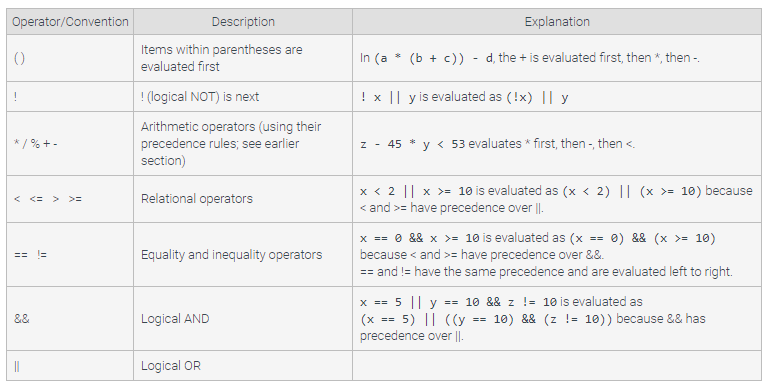 Operator/Convention Description Explanation
( ) Items within parentheses are
evaluated first In (a * (b + c)) - d, the + is evaluated first, then *, then -.
! ! (logical NOT) is next ! x || y is evaluated as (!x) || y
* / % + - Arithmetic operators (using their
precedence rules; see earlier
section) z - 45 * y < 53 evaluates * first, then -, then <.
< <= > >= Relational operators x < 2 || x >= 10 is evaluated as (x < 2) || (x >= 10) because
< and >= have precedence over ||.
== != Equality and inequality operators x == 0 && x >= 10 is evaluated as (x == 0) && (x >= 10)
because < and >= have precedence over &&.
== and != have the same precedence and are evaluated left to right.
&& Logical AND x == 5 || y == 10 && z != 10 is evaluated as
(x == 5) || ((y == 10) && (z != 10)) because && has
precedence over ||.
|| Logical OR